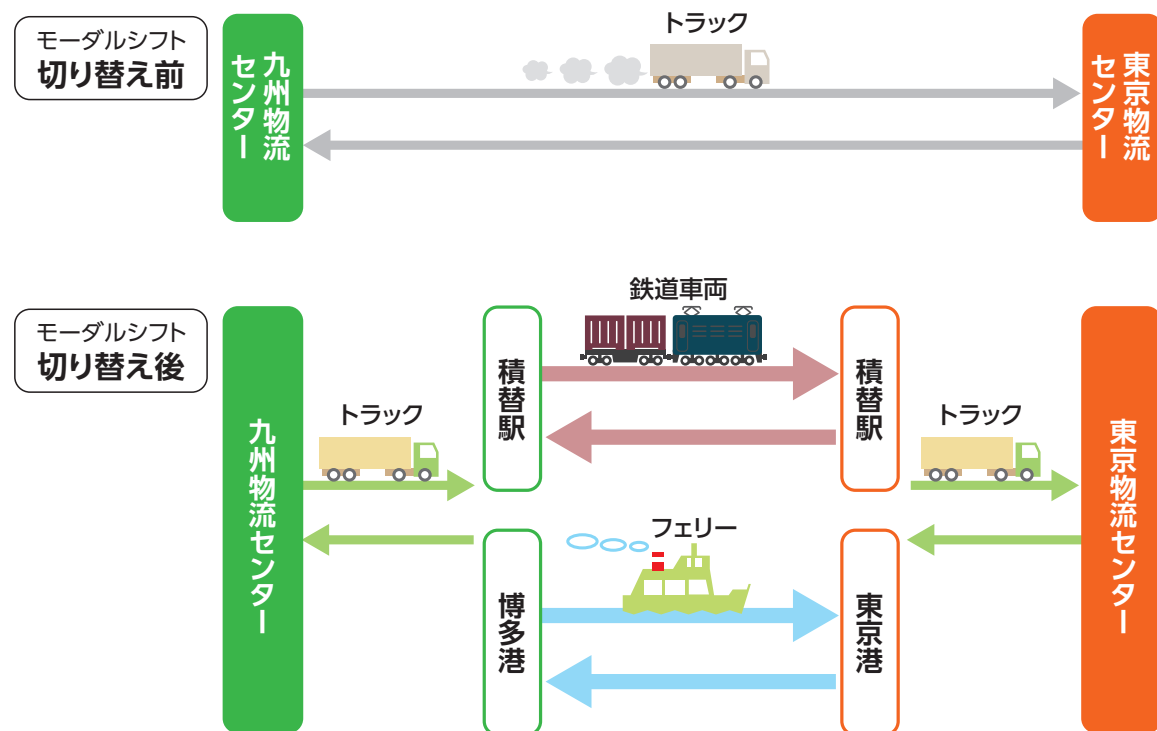 モーダルシフト
切り替え前
九州物流
センター
トラック
東京物流
センター
モーダルシフト
切り替え後
九州物流センター
トラック
積替駅
鉄道車両
積替駅
トラック
東京物流センター
博多港
フェリー
東京港